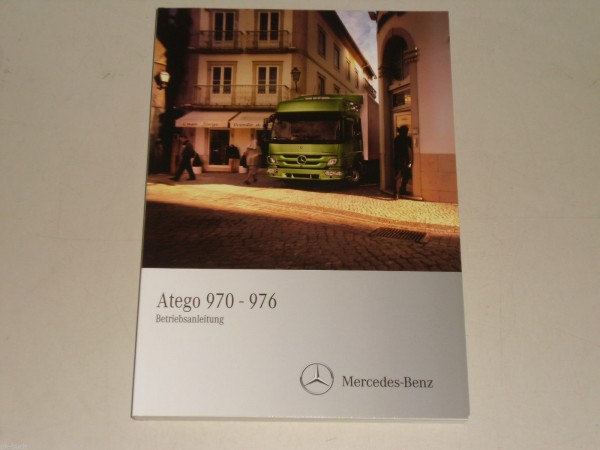 Atego 970 - 976
Betriebsanleitung
Mercedes-Benz